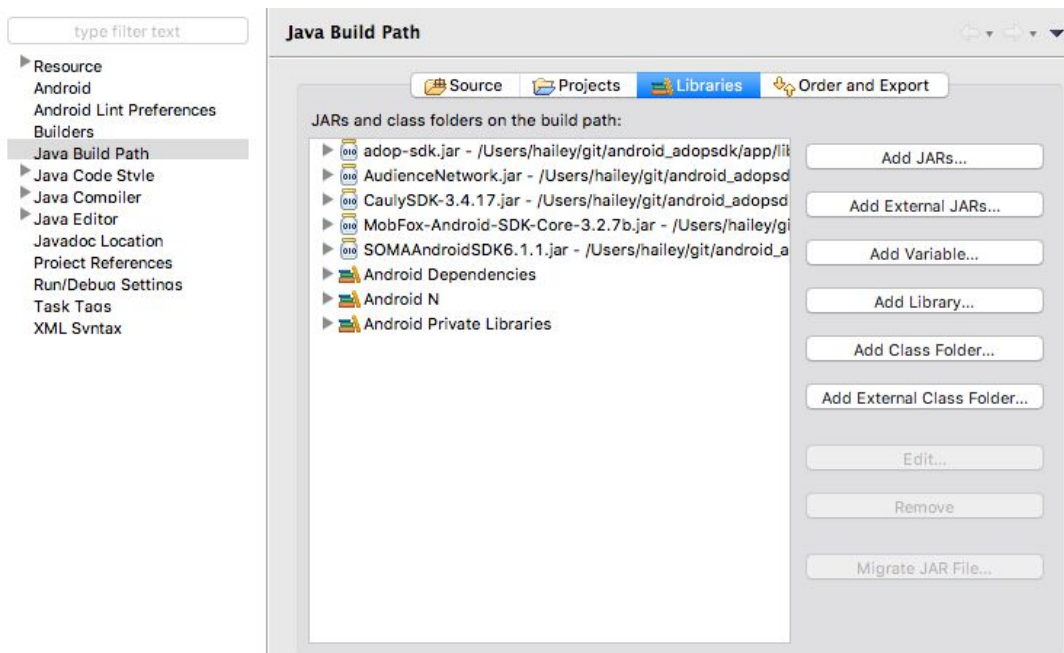 type filter text
Resource
Android
Android Lint Preferences
Builders
Java Build Path
Java Code Style
Java Compiler
Java Editor
Javadoc Location
Project References
Run/Debug Settings
Task Tags
XML Syntax
Java Build Path
Source Projects Libraries Order and Export
JARs and class folders on the build path:
adop-sdk.jar - /Users/hailey/git/android_adopsdk/app/lib
AudienceNetwork.jar - /Users/hailey/git/android_adopsd
CaulySDK-3.4.17.jar - /Users/hailey/git/android_adopsd
MobFox-Android-SDK-Core-3.2.7b.jar - /Users/hailey/gi
SOMAAndroidSDK6.1.1.jar - /Users/hailey/git/android_a
Android Dependencies
Android N
Android Private Libraries
Add JARs...
Add External JARs...
Add Variable...
Add Library...
Add Class Folder...
Add External Class Folder...
Edit...
Remove
Migrate JAR File...